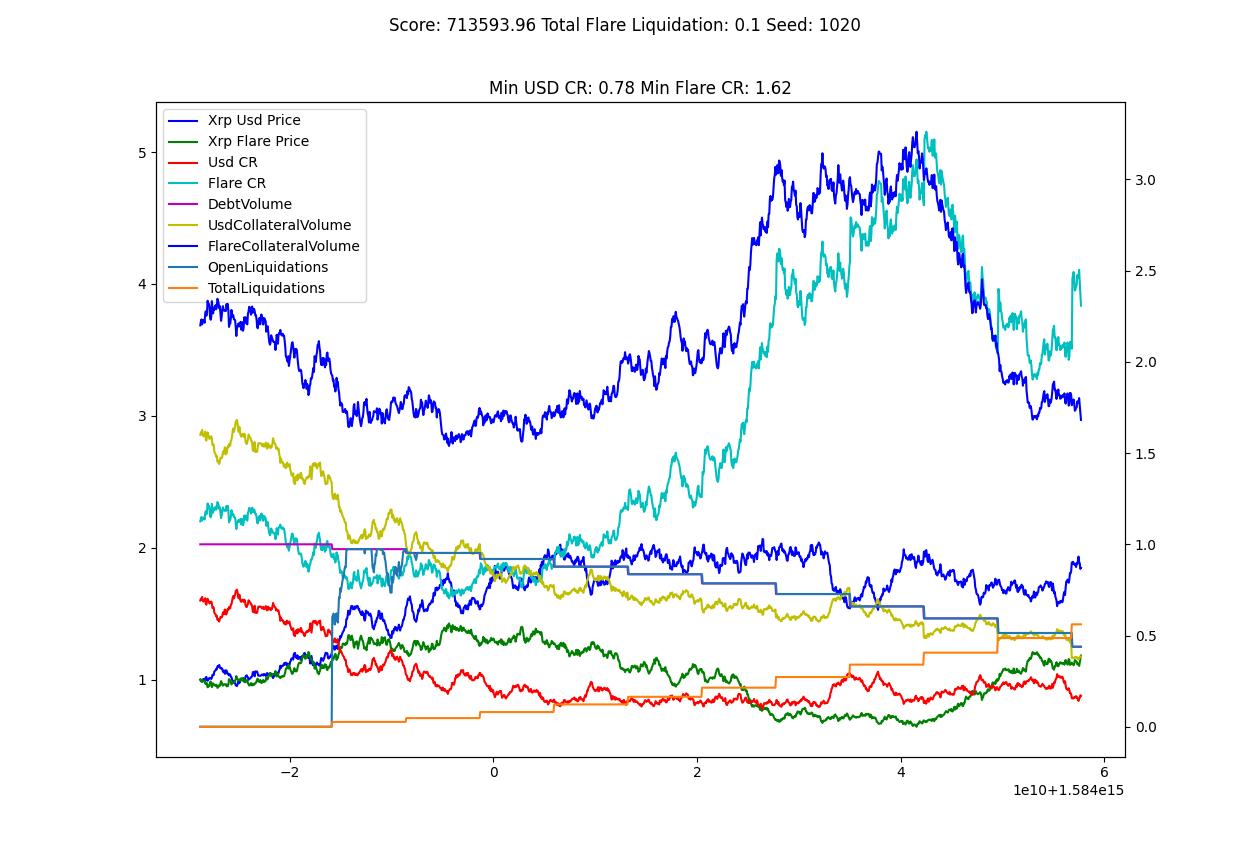 Score: 713593.96 Total Flare Liquidation: 0.1 Seed: 1020
Min USD CR: 0.78 Min Flare CR: 1.62
Xrp Usd Price
Xrp Flare Price
Usd CR
Flare CR
DebtVolume
UsdCollateralVolume
FlareCollateralVolume
OpenLiquidations
TotalLiquidations
5
4
3
2
1
3.0
2.5
2.0
1.5
1.0
0.5
0.0
−2
0
2
4
6
1e10+1.584e15